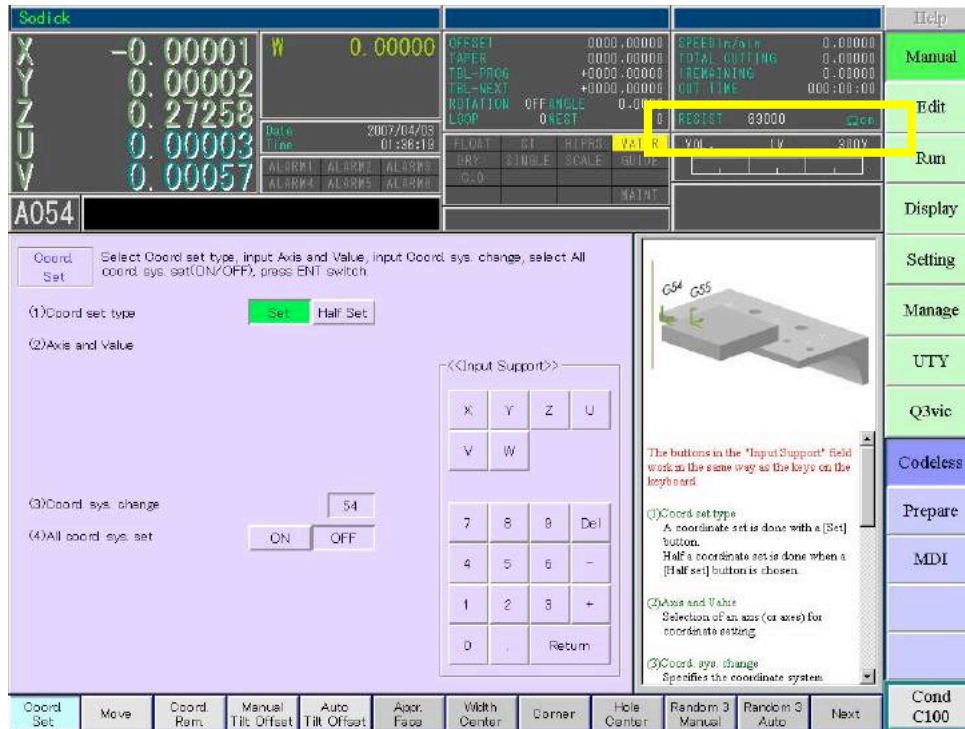 Sodick
Help
X -0.00001
Y 0.00002
Z 0.27258
U 0.00003
V 0.00057
W 0.00000
Date 2007/04/03
Time 01:36:19
ALARM1 ALARM2 ALARM3
ALARM4 ALARM5 ALARM6
OFFSET 0000.00000
TAPER 0000.00000
TBL-PROG +0000.00000
TBL-NEXT +0000.00000
ROTATION OFF ANGLE 0.0000
LOOP 0 REST 0
FLOAT ST HIPRS WATER
DRY SINGLE SCALE GUIDE
MAINT
SPEED m/min 0.00000
TOTAL CUTTING 0.00000
(REMAINING 0.00000
CUT TIME 000:00:00
RESIST 69000 Ωcm
VOL. LV 300V
A054
Manual
Edit
Run
Display
Setting
Manage
UTY
Q3vic
Codeless
Prepare
MDI
Cond
C100
Coord
Set
Select Coord set type, input Axis and Value, input Coord. sys. change, select All
coord. sys. set(ON/OFF), press ENT switch.
(1)Coord set type Set Half Set
(2)Axis and Value
<<Input Support>>
X Y Z U
V W
(3)Coord. sys. change 54
(4)All coord. sys. set ON OFF
7 8 9 Del
4 5 6 -
1 2 3 +
0 . Return
G54 G55
The buttons in the "Input Support" field
work in the same way as the keys on the
keyboard.
(1)Coord set type
A coordinate set is done with a [Set]
button.
Half a coordinate set is done when a
[Half set] button is chosen.
(2)Axis and Value
Selection of an axis (or axes) for
coordinate setting
(3)Coord. sys. change
Specifies the coordinate system
Coord. Set
Move
Coord. Rem.
Manual Tilt Offset
Auto Tilt Offset
Appr. Face
Width Center
Corner
Hole Center
Random 3 Manual
Random 3 Auto
Next